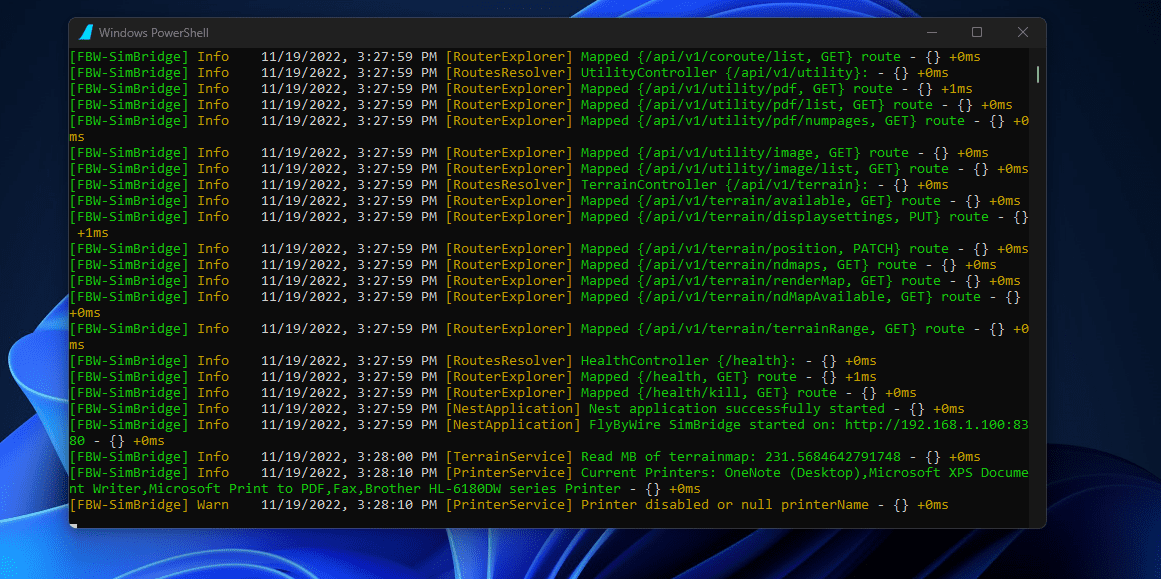 Windows PowerShell
[FBW-SimBridge] Info    11/19/2022, 3:27:59 PM [RouterExplorer] Mapped {/api/v1/coroute/list, GET} route - {} +0ms
[FBW-SimBridge] Info    11/19/2022, 3:27:59 PM [RoutesResolver] UtilityController {/api/v1/utility}: - {} +0ms
[FBW-SimBridge] Info    11/19/2022, 3:27:59 PM [RouterExplorer] Mapped {/api/v1/utility/pdf, GET} route - {} +1ms
[FBW-SimBridge] Info    11/19/2022, 3:27:59 PM [RouterExplorer] Mapped {/api/v1/utility/pdf/list, GET} route - {} +0ms
[FBW-SimBridge] Info    11/19/2022, 3:27:59 PM [RouterExplorer] Mapped {/api/v1/utility/pdf/numpages, GET} route - {} +0
ms
[FBW-SimBridge] Info    11/19/2022, 3:27:59 PM [RouterExplorer] Mapped {/api/v1/utility/image, GET} route - {} +0ms
[FBW-SimBridge] Info    11/19/2022, 3:27:59 PM [RouterExplorer] Mapped {/api/v1/utility/image/list, GET} route - {} +0ms
[FBW-SimBridge] Info    11/19/2022, 3:27:59 PM [RoutesResolver] TerrainController {/api/v1/terrain}: - {} +0ms
[FBW-SimBridge] Info    11/19/2022, 3:27:59 PM [RouterExplorer] Mapped {/api/v1/terrain/available, GET} route - {} +0ms
[FBW-SimBridge] Info    11/19/2022, 3:27:59 PM [RouterExplorer] Mapped {/api/v1/terrain/displaysettings, PUT} route - {}
 +1ms
[FBW-SimBridge] Info    11/19/2022, 3:27:59 PM [RouterExplorer] Mapped {/api/v1/terrain/position, PATCH} route - {} +0ms
[FBW-SimBridge] Info    11/19/2022, 3:27:59 PM [RouterExplorer] Mapped {/api/v1/terrain/ndmaps, GET} route - {} +0ms
[FBW-SimBridge] Info    11/19/2022, 3:27:59 PM [RouterExplorer] Mapped {/api/v1/terrain/renderMap, GET} route - {} +0ms
[FBW-SimBridge] Info    11/19/2022, 3:27:59 PM [RouterExplorer] Mapped {/api/v1/terrain/ndMapAvailable, GET} route - {}
+0ms
[FBW-SimBridge] Info    11/19/2022, 3:27:59 PM [RouterExplorer] Mapped {/api/v1/terrain/terrainRange, GET} route - {} +0
ms
[FBW-SimBridge] Info    11/19/2022, 3:27:59 PM [RoutesResolver] HealthController {/health}: - {} +0ms
[FBW-SimBridge] Info    11/19/2022, 3:27:59 PM [RouterExplorer] Mapped {/health, GET} route - {} +1ms
[FBW-SimBridge] Info    11/19/2022, 3:27:59 PM [RouterExplorer] Mapped {/health/kill, GET} route - {} +0ms
[FBW-SimBridge] Info    11/19/2022, 3:27:59 PM [NestApplication] Nest application successfully started - {} +0ms
[FBW-SimBridge] Info    11/19/2022, 3:27:59 PM [NestApplication] FlyByWire SimBridge started on: http://192.168.1.100:83
80 - {} +0ms
[FBW-SimBridge] Info    11/19/2022, 3:28:00 PM [TerrainService] Read MB of terrainmap: 231.5684642791748 - {} +0ms
[FBW-SimBridge] Info    11/19/2022, 3:28:10 PM [PrinterService] Current Printers: OneNote (Desktop),Microsoft XPS Docume
nt Writer,Microsoft Print to PDF,Fax,Brother HL-6180DW series Printer - {} +0ms
[FBW-SimBridge] Warn    11/19/2022, 3:28:10 PM [PrinterService] Printer disabled or null printerName - {} +0ms